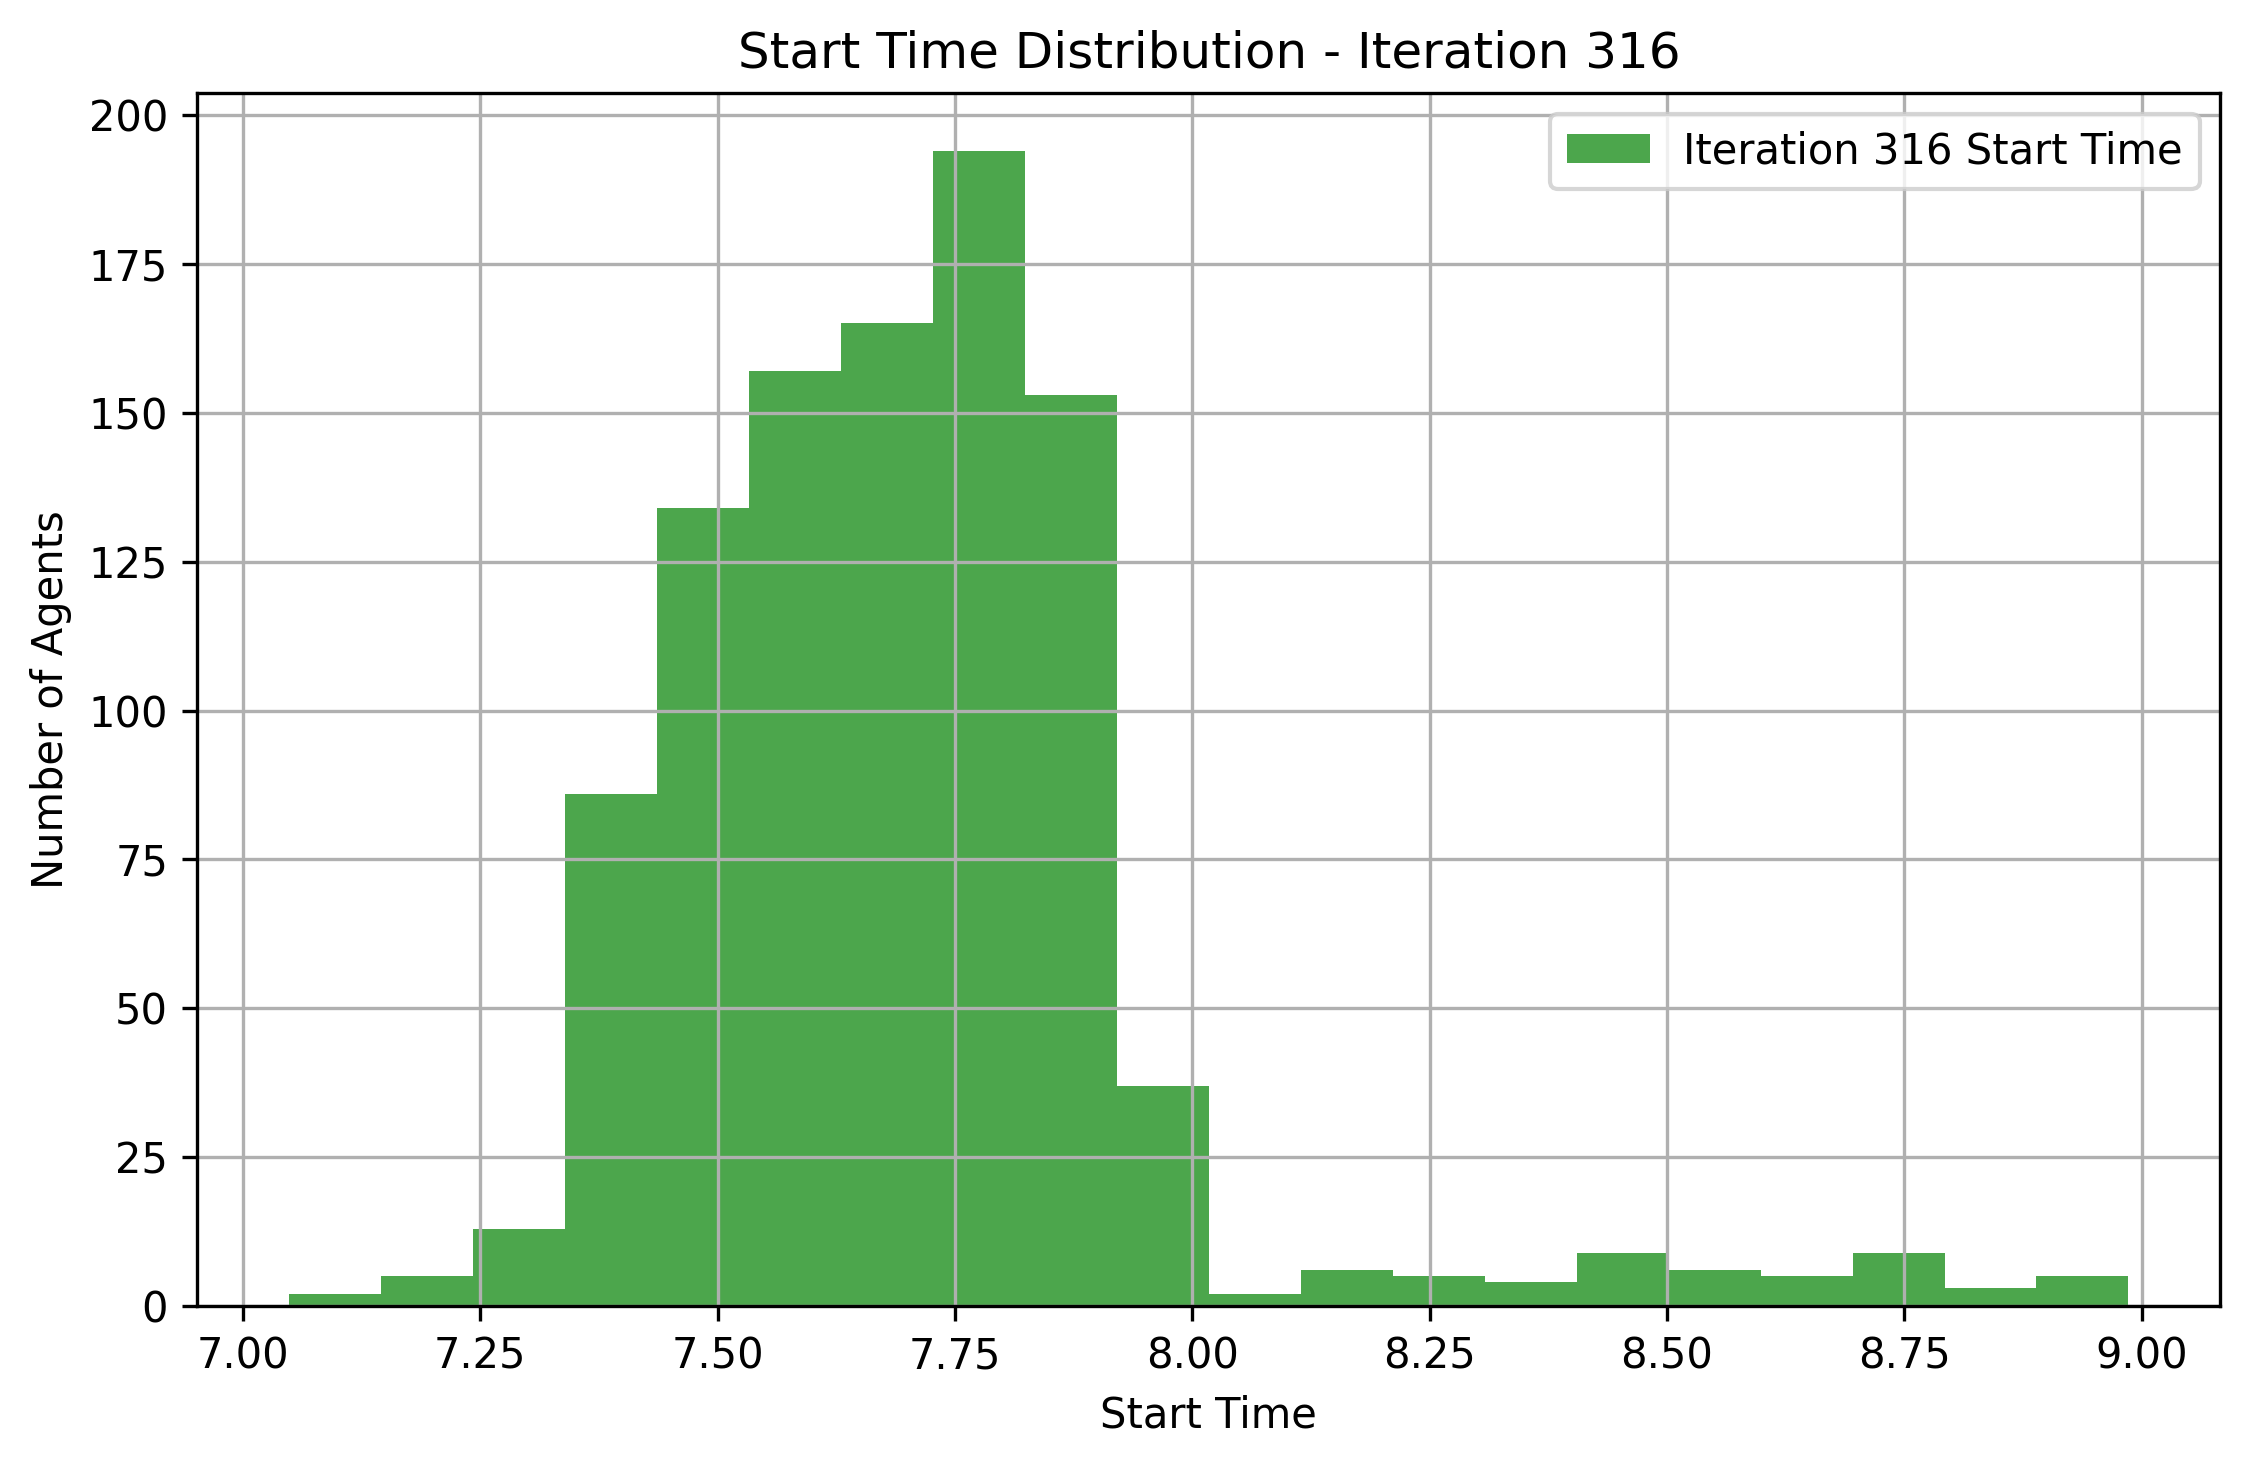 Start Time Distribution - Iteration 316
Iteration 316 Start Time
Number of Agents
200
175
150
125
100
75
50
25
0
7.00 7.25 7.50 7.75 8.00 8.25 8.50 8.75 9.00
Start Time